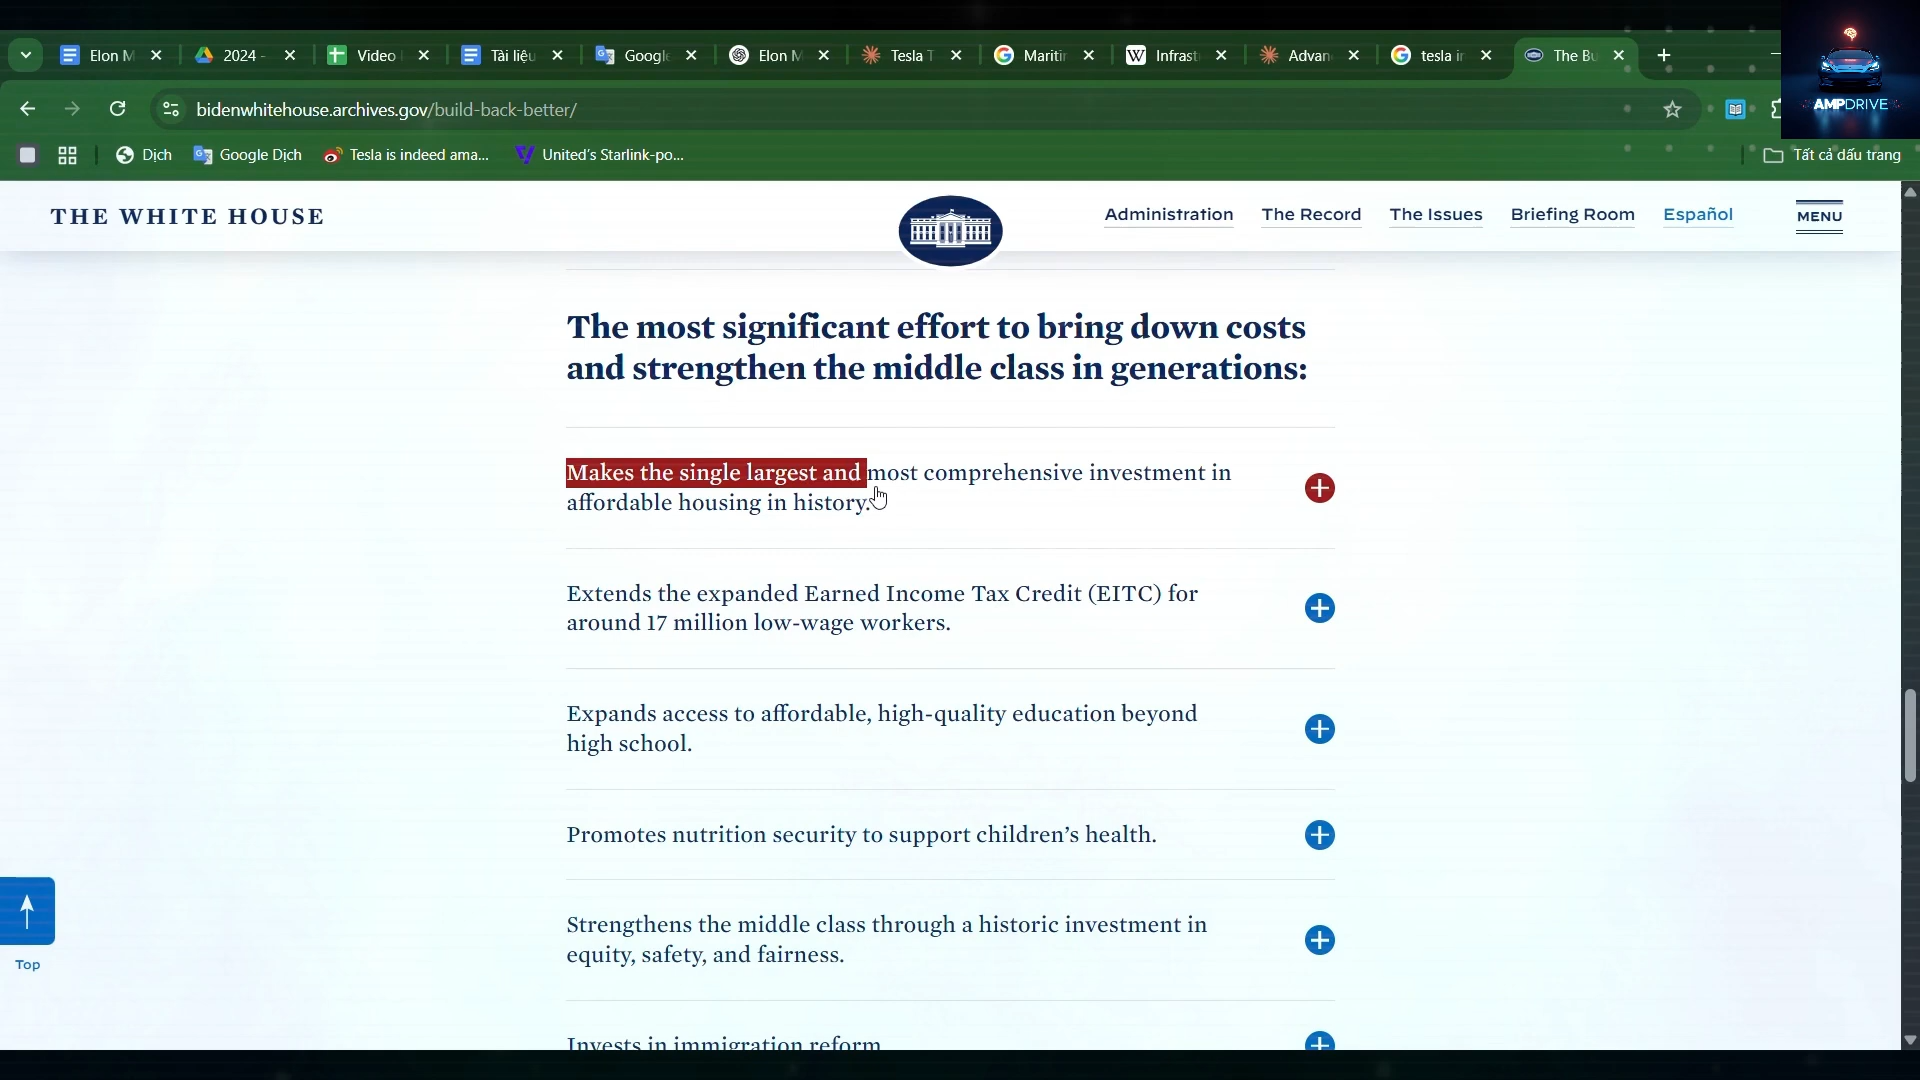 Elon M
2024 -
Video
Tài liệu
Google
Elon M
Tesla T
Mariti
Infrast
Advan
tesla in
The Bu
AMPDRIVE
bidenwhitehouse.archives.gov/build-back-better/
Dịch
Google Dịch
Tesla is indeed ama...
United's Starlink-po...
Tất cả dấu trang
THE WHITE HOUSE
Administration
The Record
The Issues
Briefing Room
Español
MENU
The most significant effort to bring down costs
and strengthen the middle class in generations:
Makes the single largest and most comprehensive investment in
affordable housing in history.
Extends the expanded Earned Income Tax Credit (EITC) for
around 17 million low-wage workers.
Expands access to affordable, high-quality education beyond
high school.
Promotes nutrition security to support children’s health.
Strengthens the middle class through a historic investment in
equity, safety, and fairness.
Top
Invests in immigration reform